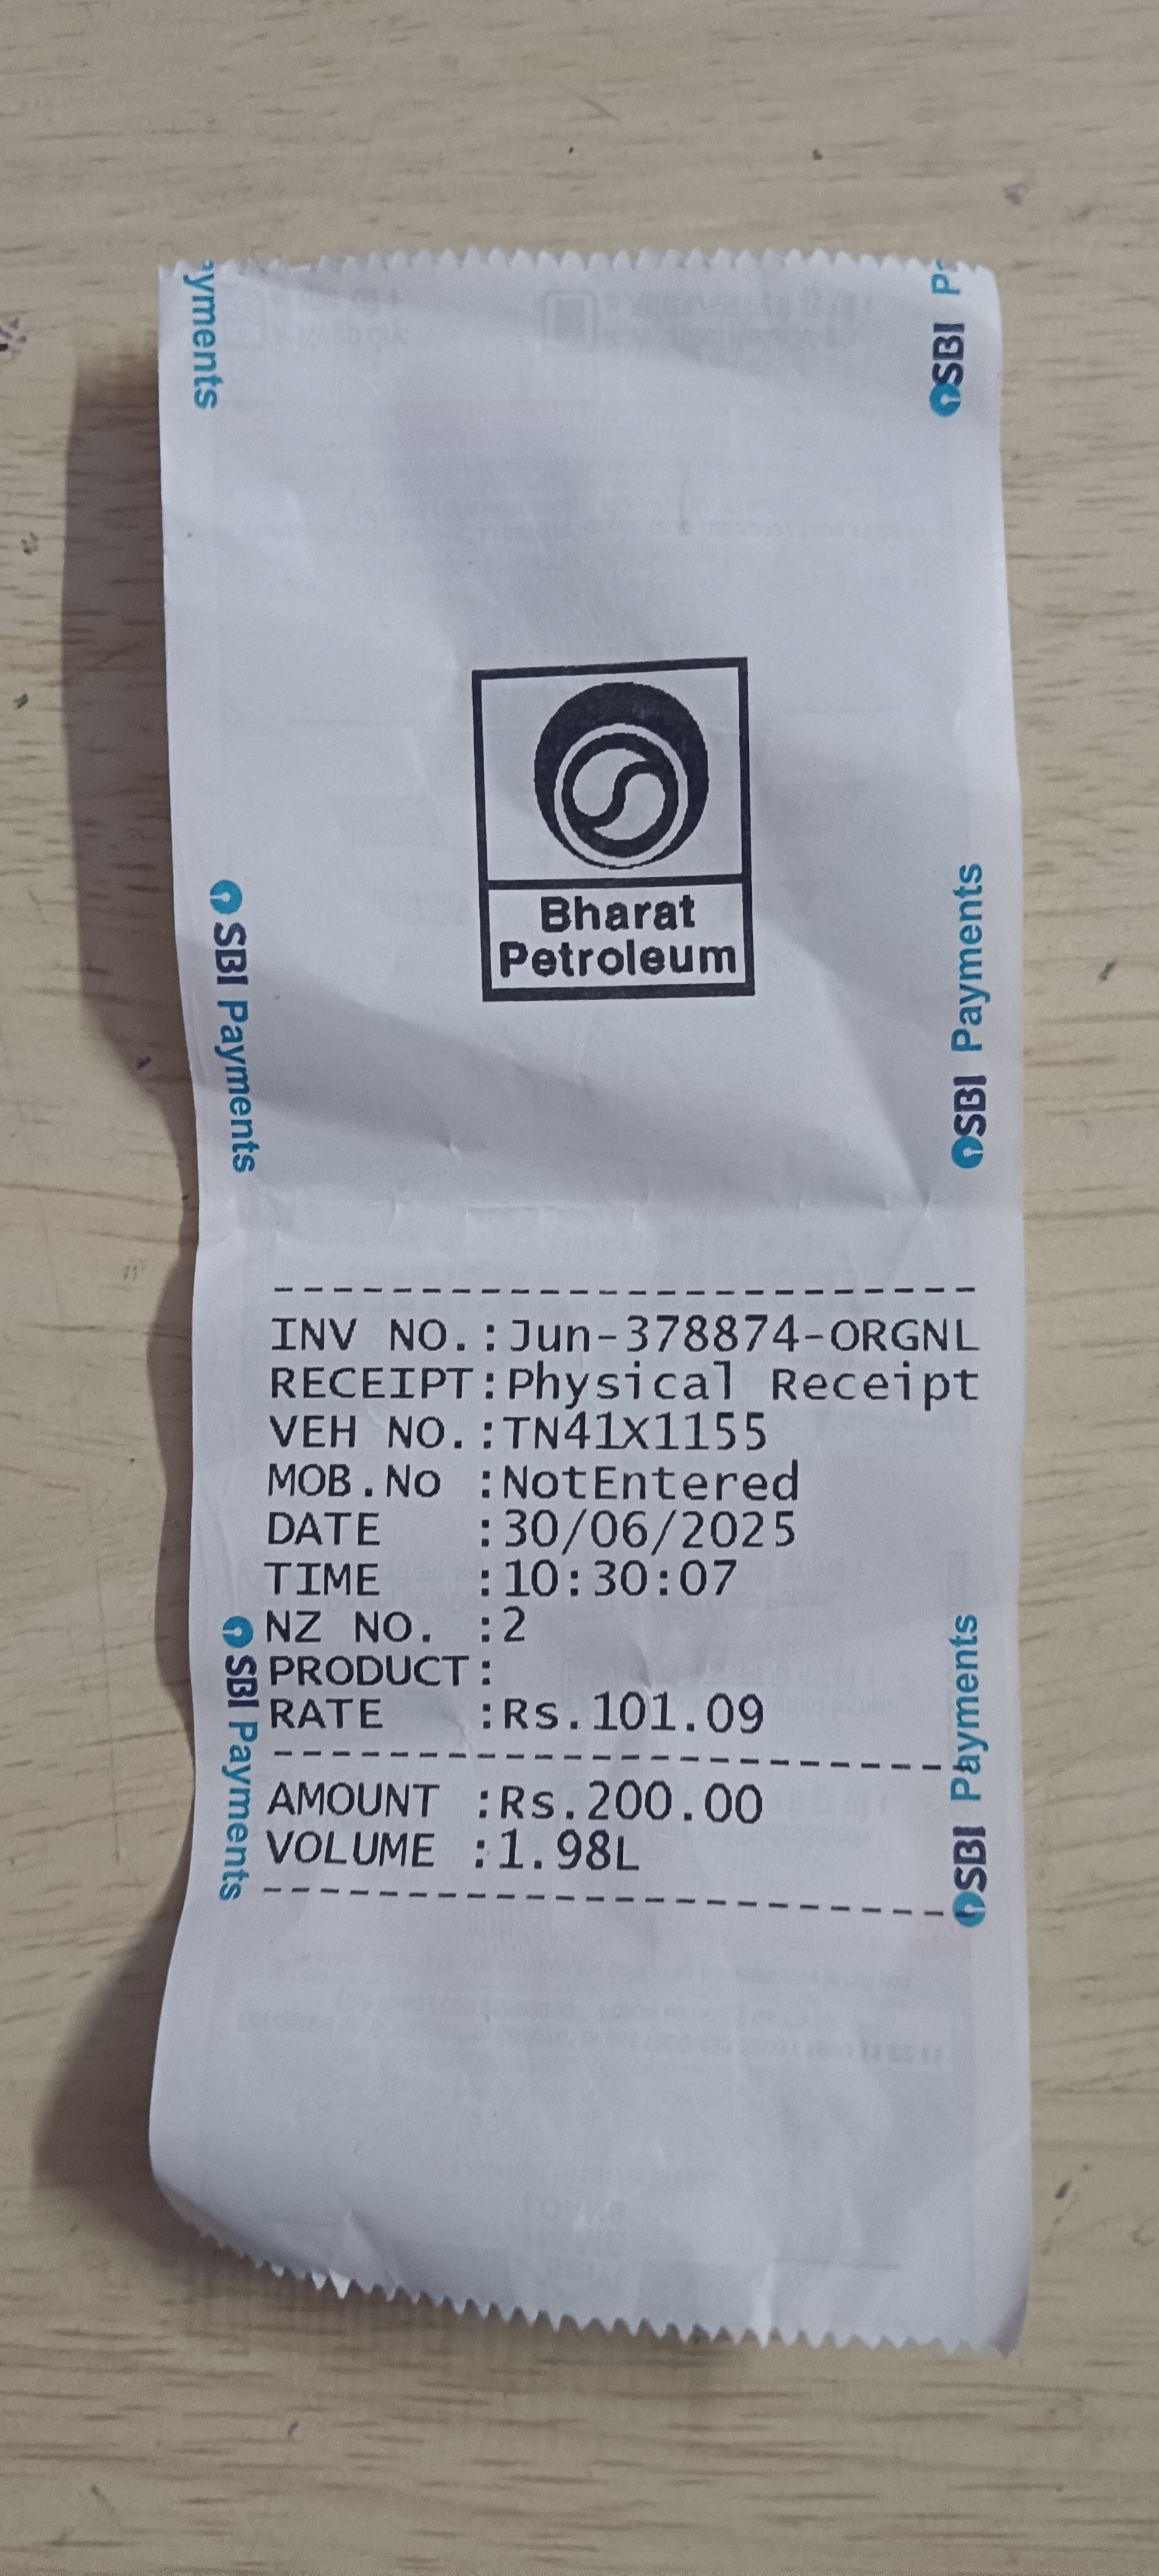 yments
SBI P
Bharat
Petroleum
SBI Payments
SBI Payments
INV NO.:Jun-378874-ORGNL
RECEIPT:Physical Receipt
VEH NO.:TN41X1155
MOB.No :NotEntered
DATE :30/06/2025
TIME :10:30:07
NZ NO. :2
PRODUCT:
RATE :Rs.101.09
AMOUNT :Rs.200.00
VOLUME :1.98L
SBI Payments
SBI Payments